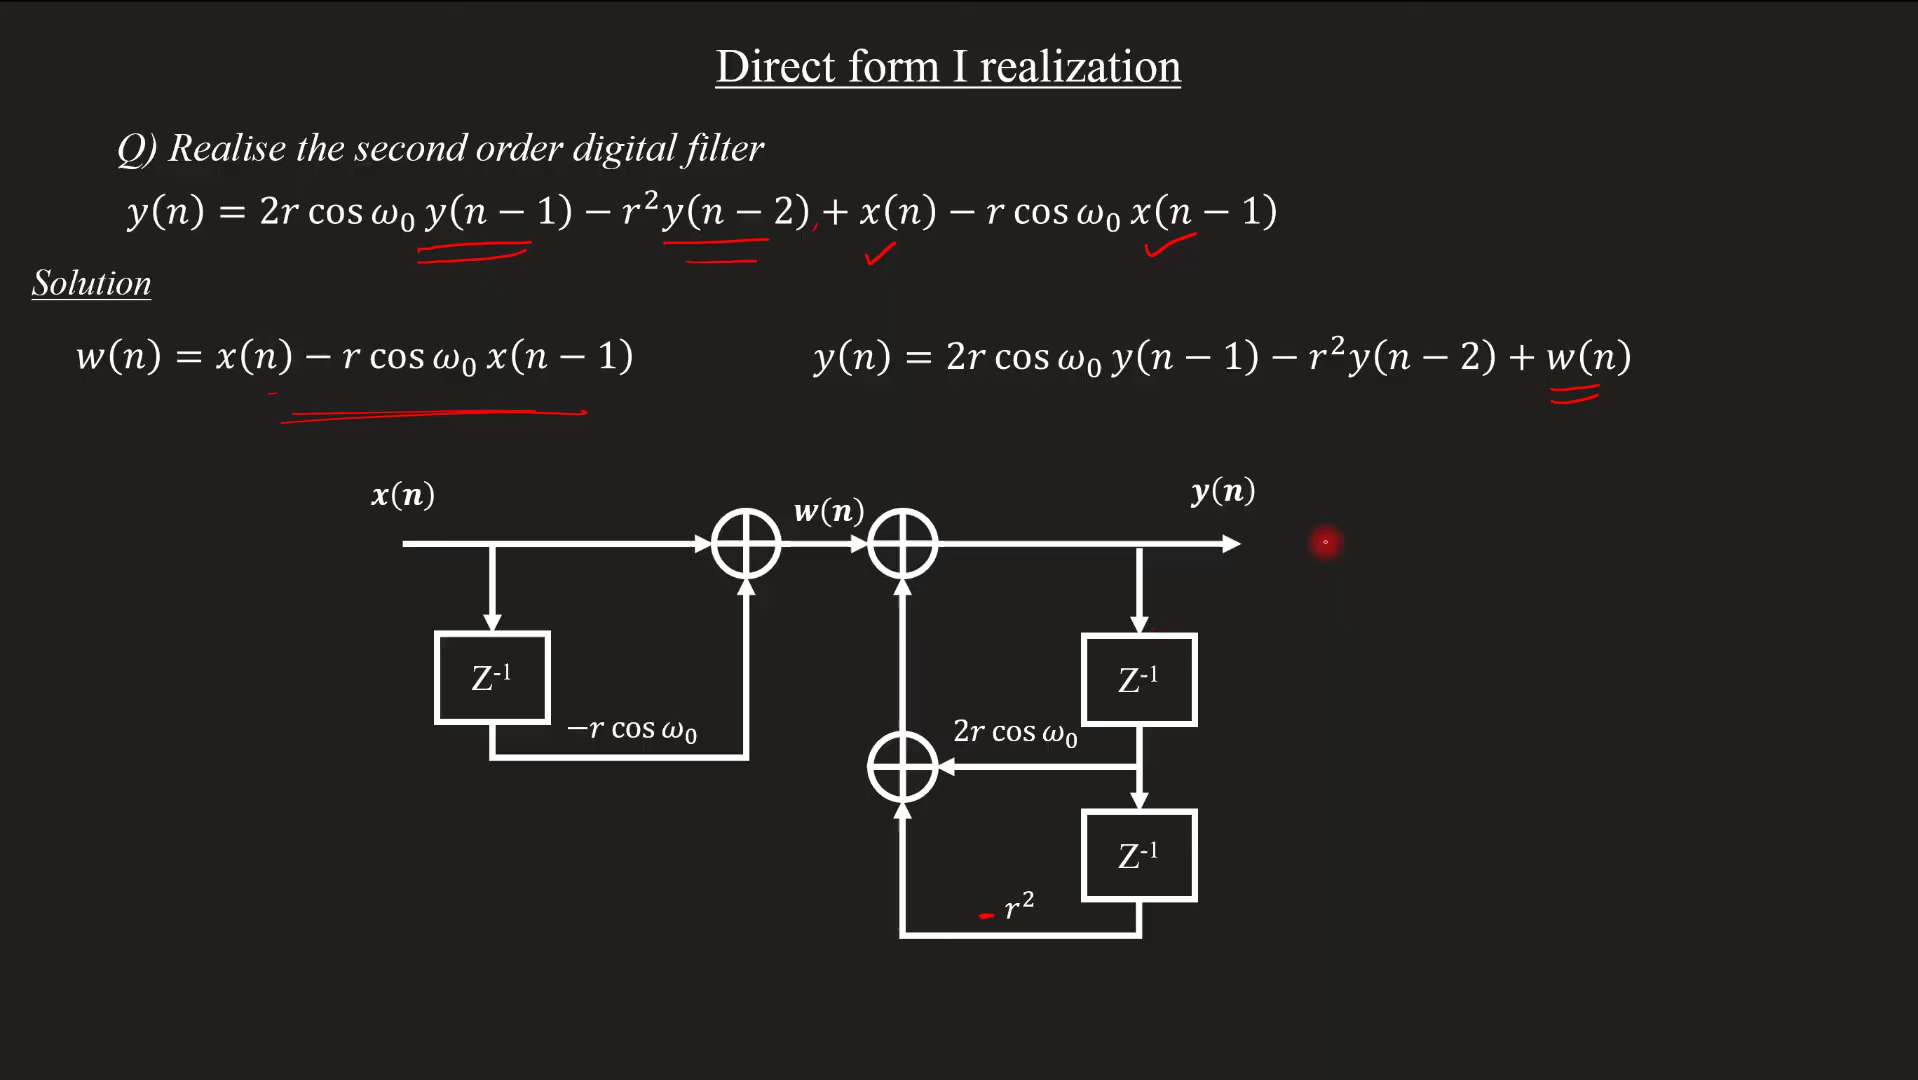 Direct form I realization
Q) Realise the second order digital filter
y(n) = 2r cos ω₀ y(n − 1) − r²y(n − 2) + x(n) − r cos ω₀ x(n − 1)
Solution
w(n) = x(n) − r cos ω₀ x(n − 1)
y(n) = 2r cos ω₀ y(n − 1) − r²y(n − 2) + w(n)
x(n)
w(n)
y(n)
Z⁻¹
Z⁻¹
−r cos ω₀
2r cos ω₀
Z⁻¹
- r²